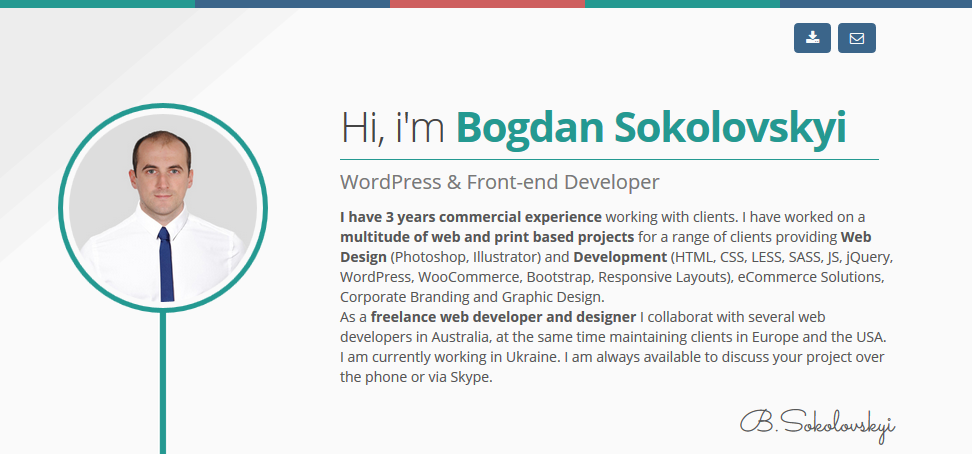 Hi, i'm Bogdan Sokolovskyi
WordPress & Front-end Developer
I have 3 years commercial experience working with clients. I have worked on a
multitude of web and print based projects for a range of clients providing Web
Design (Photoshop, Illustrator) and Development (HTML, CSS, LESS, SASS, JS, jQuery,
WordPress, WooCommerce, Bootstrap, Responsive Layouts), eCommerce Solutions,
Corporate Branding and Graphic Design.
As a freelance web developer and designer I collaborat with several web
developers in Australia, at the same time maintaining clients in Europe and the USA.
I am currently working in Ukraine. I am always available to discuss your project over
the phone or via Skype.
B.Sokolovskyi